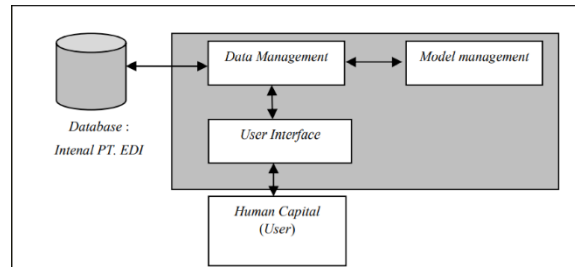 Data Management
Model management
Database :
Intenal PT. EDI
User Interface
Human Capital
(User)